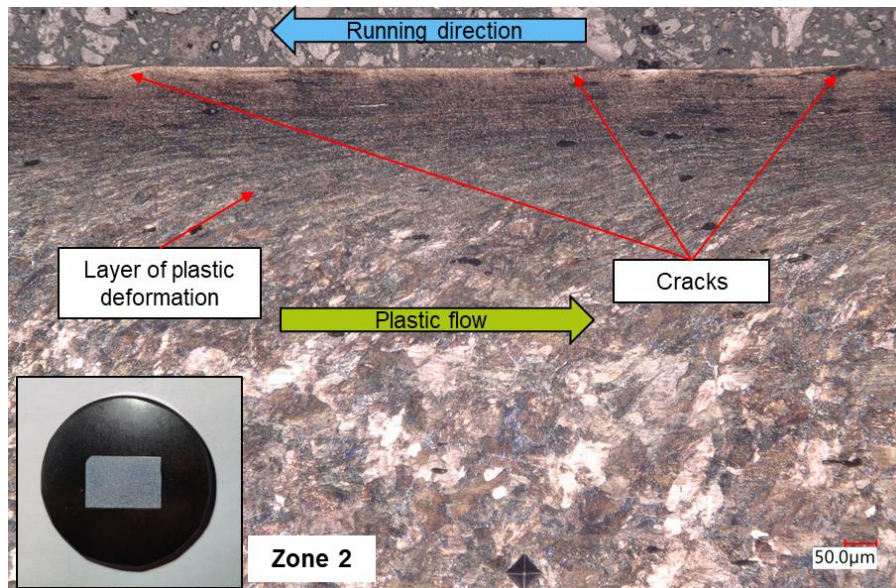 Running direction
Layer of plastic
deformation
Cracks
Plastic flow
Zone 2
50.0µm